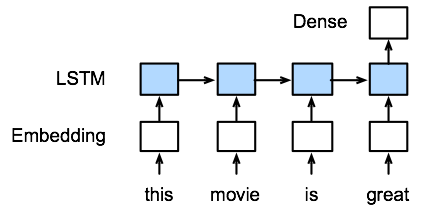 Dense
LSTM
Embedding
this movie is great